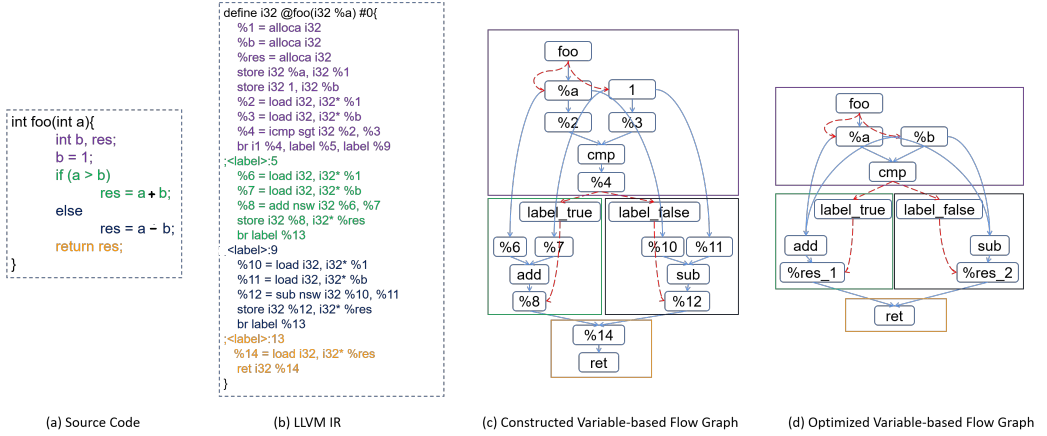 int foo(int a){
int b, res;
b = 1;
if (a > b)
res = a + b;
else
res = a − b;
return res;
}
(a) Source Code
define i32 @foo(i32 %a) #0{
%1 = alloca i32
%b = alloca i32
%res = alloca i32
store i32 %a, i32 %1
store i32 1, i32 %b
%2 = load i32, i32* %1
%3 = load i32, i32* %b
%4 = icmp sgt i32 %2, %3
br i1 %4, label %5, label %9
;<label>:5
%6 = load i32, i32* %1
%7 = load i32, i32* %b
%8 = add nsw i32 %6, %7
store i32 %8, i32* %res
br label %13
;<label>:9
%10 = load i32, i32* %1
%11 = load i32, i32* %b
%12 = sub nsw i32 %10, %11
store i32 %12, i32* %res
br label %13
;<label>:13
%14 = load i32, i32* %res
ret i32 %14
}
(b) LLVM IR
foo
%a
1
%2
%3
cmp
%4
label_true
label_false
%6
%7
%10
%11
add
sub
%8
%12
%14
ret
(c) Constructed Variable-based Flow Graph
foo
%a
%b
cmp
label_true
label_false
add
sub
%res_1
%res_2
ret
(d) Optimized Variable-based Flow Graph